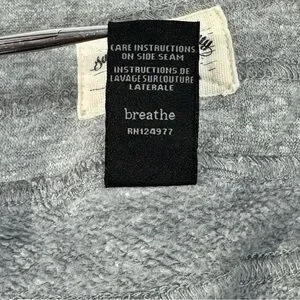 CARE INSTRUCTIONS
ON SIDE SEAM
INSTRUCTIONS DE
LAVAGE SUR COUTURE
LATERALE
breathe
RN124977